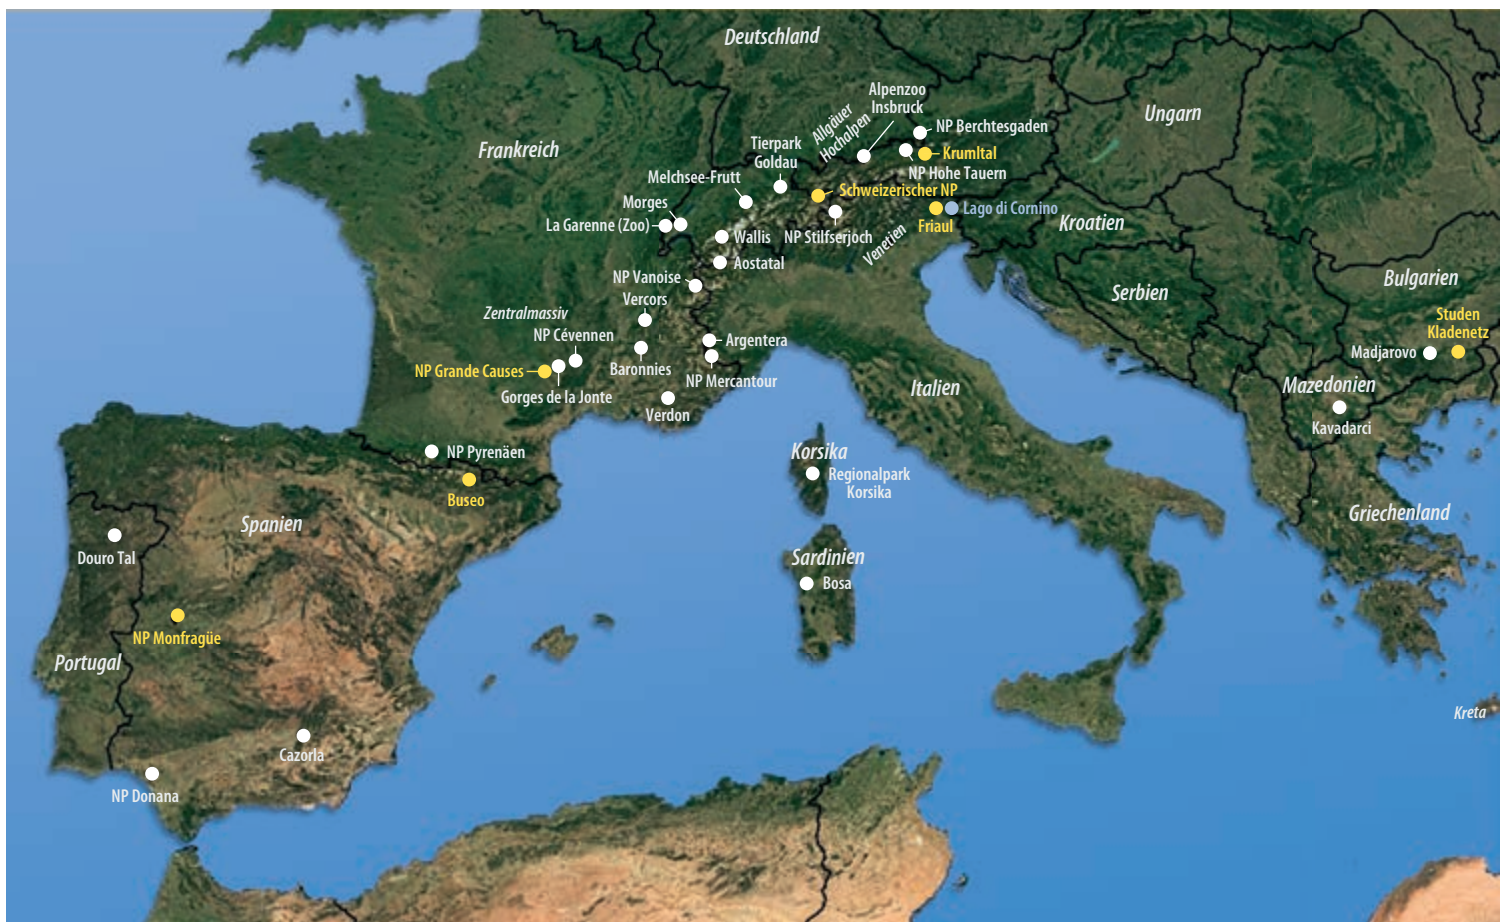 Deutschland
Alpenzoo
Insbruck
Ungarn
Allgäuer
Hochalpen
NP Berchtesgaden
Frankreich
Tierpark
Goldau
Krumltal
NP Hohe Tauern
Melchsee-Frutt
Schweizerischer NP
Morges
Lago di Cornino
La Garenne (Zoo)
Friaul
Kroatien
Wallis
NP Stilfserjoch
Venetien
Aostatal
NP Vanoise
Bulgarien
Serbien
Vercors
Zentralmassiv
Studen
Kladenetz
NP Cévennen
Argentera
Madjarovo
NP Grande Causes
Baronnies
NP Mercantour
Italien
Mazedonien
Gorges de la Jonte
Verdon
Kavadarci
NP Pyrenäen
Korsika
Regionalpark
Korsika
Buseo
Spanien
Griechenland
Douro Tal
Sardinien
Bosa
NP Monfragüe
Portugal
Kreta
Cazorla
NP Donana